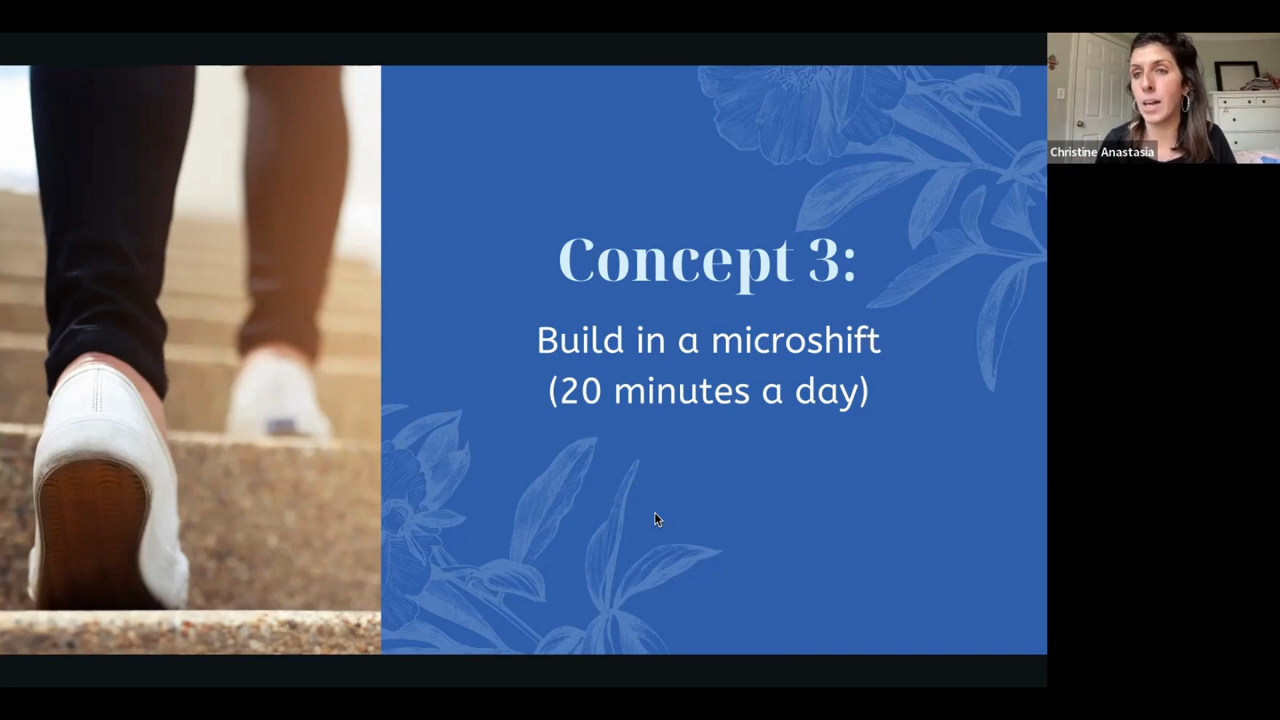 Concept 3:
Build in a microshift
(20 minutes a day)
Christine Anastasia